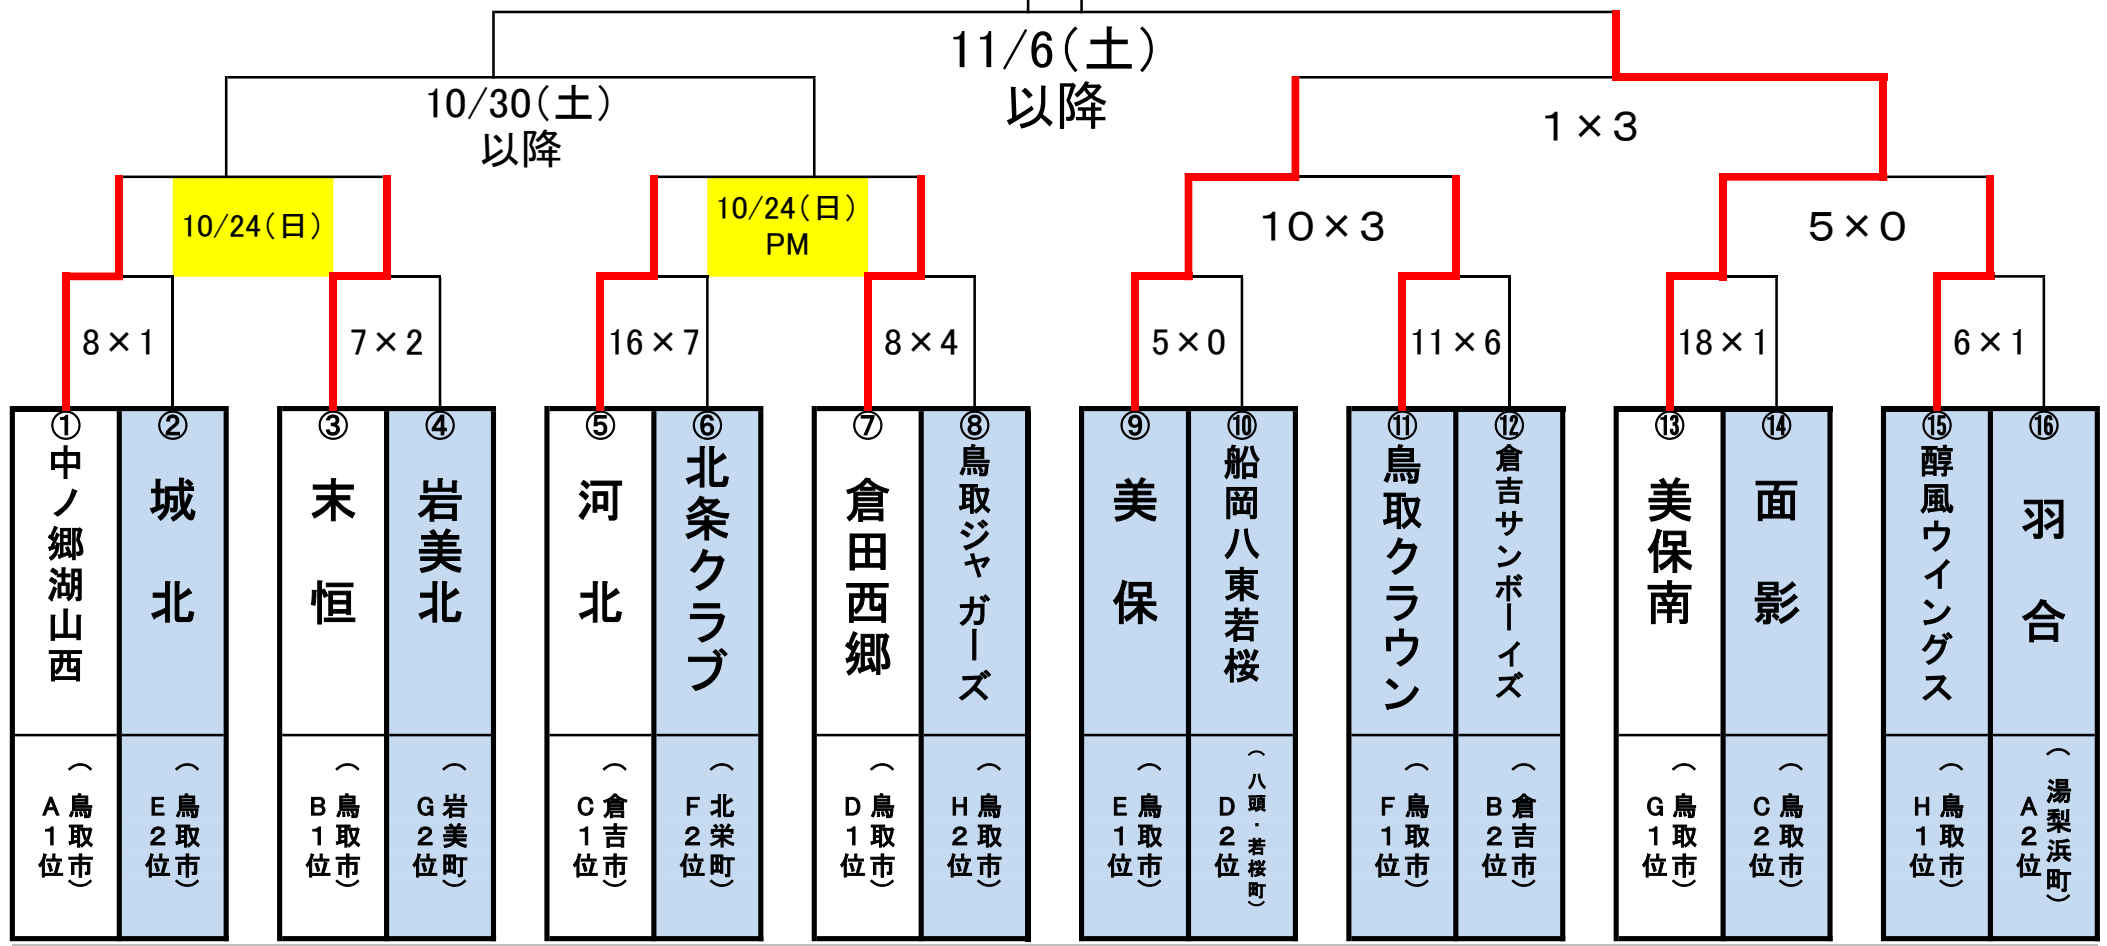 11/6(土)
以降
10/30(土)
以降
1×3
10/24(日)
10/24(日)
PM
10×3
5×0
8×1
7×2
16×7
8×4
5×0
11×6
18×1
6×1
①
中ノ郷湖山西
(鳥取市)
A1位
②
城北
(鳥取市)
E2位
③
末恒
(鳥取市)
B1位
④
岩美北
(岩美町)
G2位
⑤
河北
(倉吉市)
C1位
⑥
北条クラブ
(北栄町)
F2位
⑦
倉田西郷
(鳥取市)
D1位
⑧
鳥取ジャガーズ
(鳥取市)
H2位
⑨
美保
(鳥取市)
E1位
⑩
船岡八東若桜
(八頭・若桜町)
D2位
⑪
鳥取クラウン
(鳥取市)
F1位
⑫
倉吉サンボーイズ
(倉吉市)
B2位
⑬
美保南
(鳥取市)
G1位
⑭
面影
(鳥取市)
C2位
⑮
醇風ウイングス
(鳥取市)
H1位
⑯
羽合
(湯梨浜町)
A2位